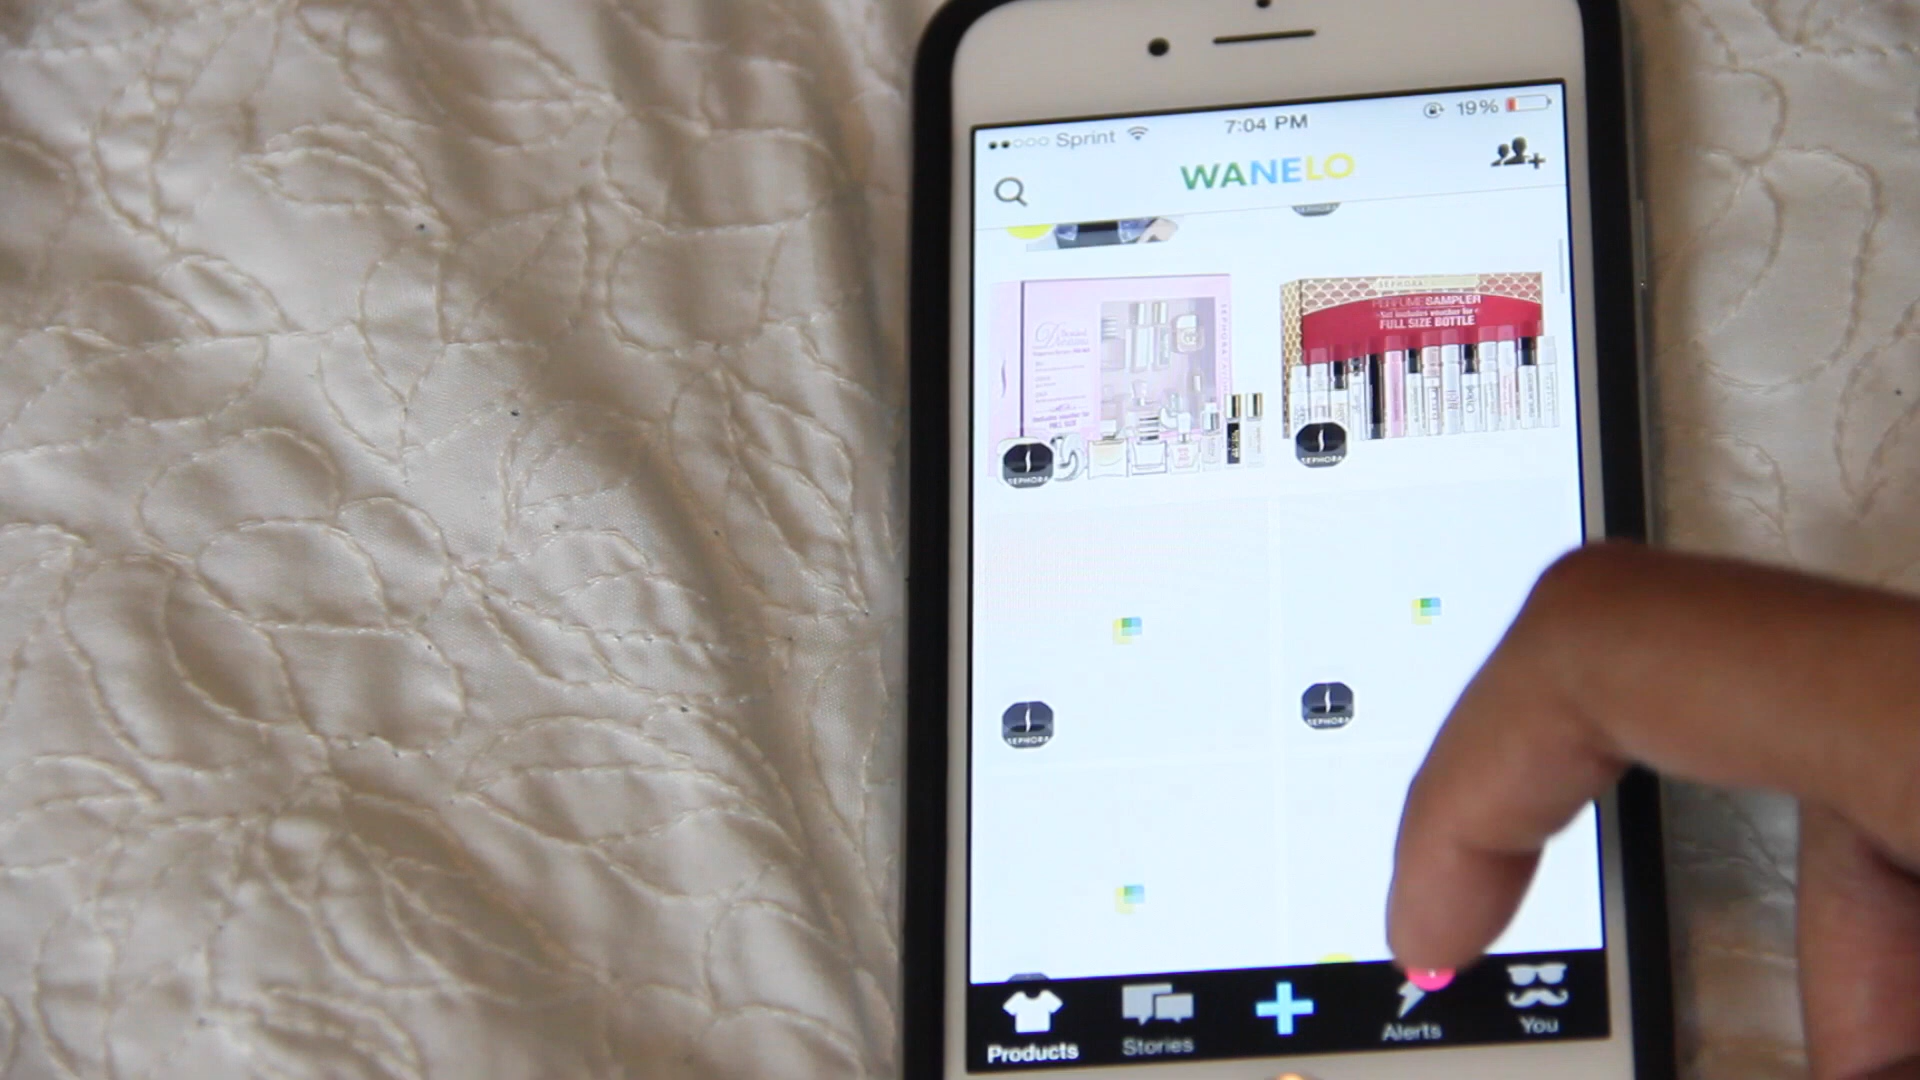 Sprint 7:04 PM 19%
WANELO
SEPHORA
PERFUME SAMPLER
FULL SIZE BOTTLE
SEPHORA
SEPHORA
SEPHORA
SEPHORA
Products
Stories
Alerts
You